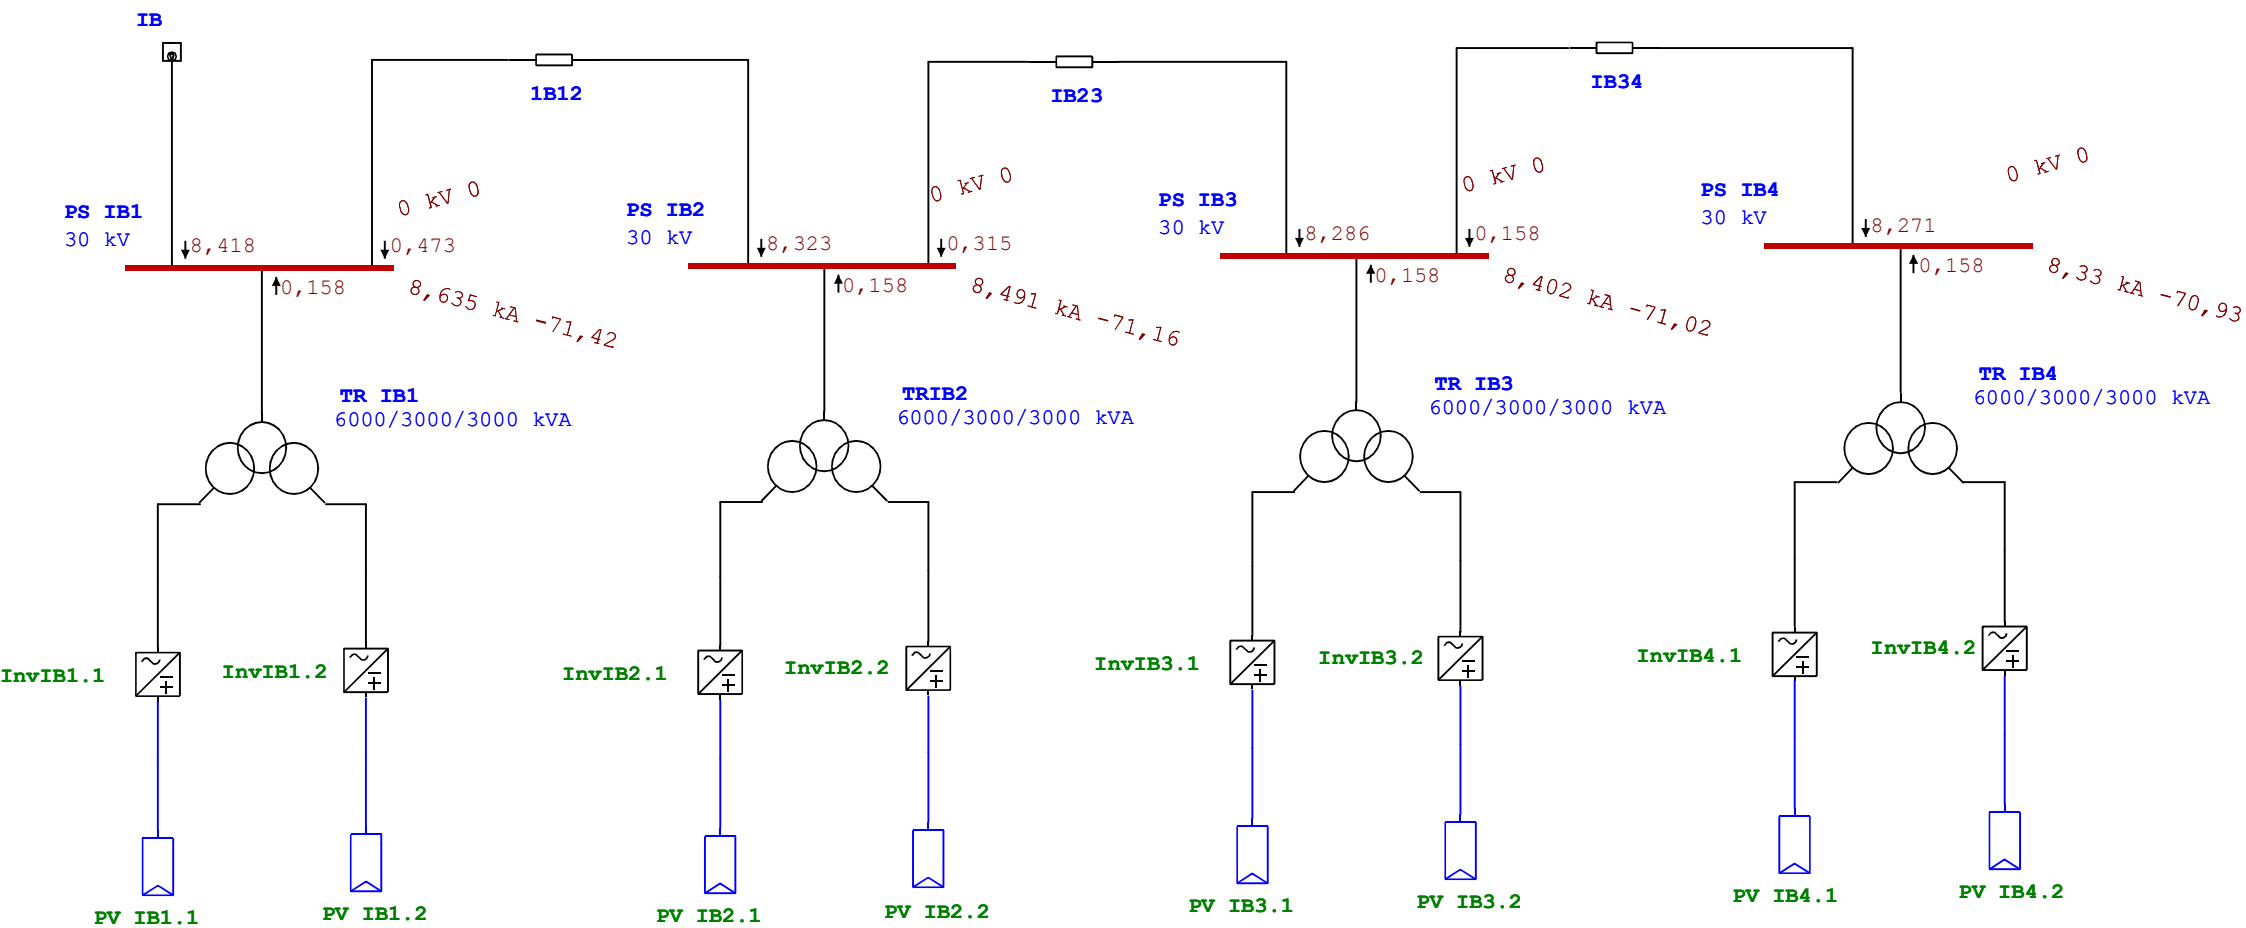 IB
1B12
IB23
IB34
PS IB1
30 kV
8,418
0,473
0 kV 0
0,158
8,635 kA -71,42
PS IB2
30 kV
8,323
0,315
0 kV 0
0,158
8,491 kA -71,16
PS IB3
30 kV
8,286
0,158
0 kV 0
0,158
8,402 kA -71,02
PS IB4
30 kV
8,271
0 kV 0
0,158
8,33 kA -70,93
TR IB1
6000/3000/3000 kVA
TRIB2
6000/3000/3000 kVA
TR IB3
6000/3000/3000 kVA
TR IB4
6000/3000/3000 kVA
InvIB1.1
InvIB1.2
InvIB2.1
InvIB2.2
InvIB3.1
InvIB3.2
InvIB4.1
InvIB4.2
PV IB1.1
PV IB1.2
PV IB2.1
PV IB2.2
PV IB3.1
PV IB3.2
PV IB4.1
PV IB4.2